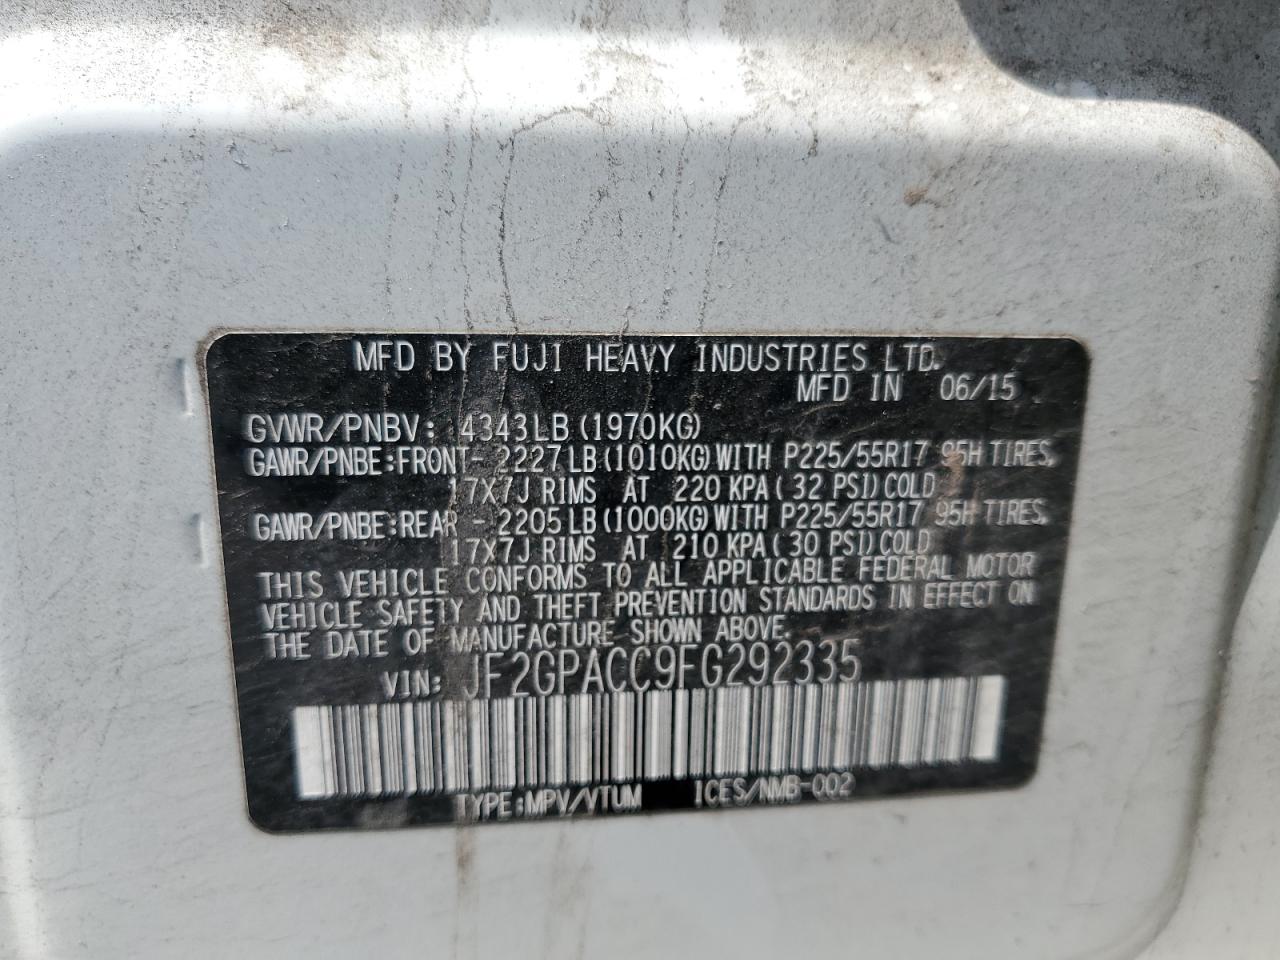 MFD BY FUJI HEAVY INDUSTRIES LTD.
MFD IN 06/15
GVWR/PNBV: 4343LB(1970KG)
GAWR/PNBE:FRONT- 2227LB(1010KG)WITH P225/55R17 95H TIRES,
17X7J RIMS AT 220 KPA(32 PSI)COLD
GAWR/PNBE:REAR - 2205LB(1000KG)WITH P225/55R17 95H TIRES,
17X7J RIMS AT 210 KPA(30 PSI)COLD
THIS VEHICLE CONFORMS TO ALL APPLICABLE FEDERAL MOTOR
VEHICLE SAFETY AND THEFT PREVENTION STANDARDS IN EFFECT ON
THE DATE OF MANUFACTURE SHOWN ABOVE.
VIN: JF2GPACC9FG292335
TYPE:MPV/VTUM ICES/NMB-002